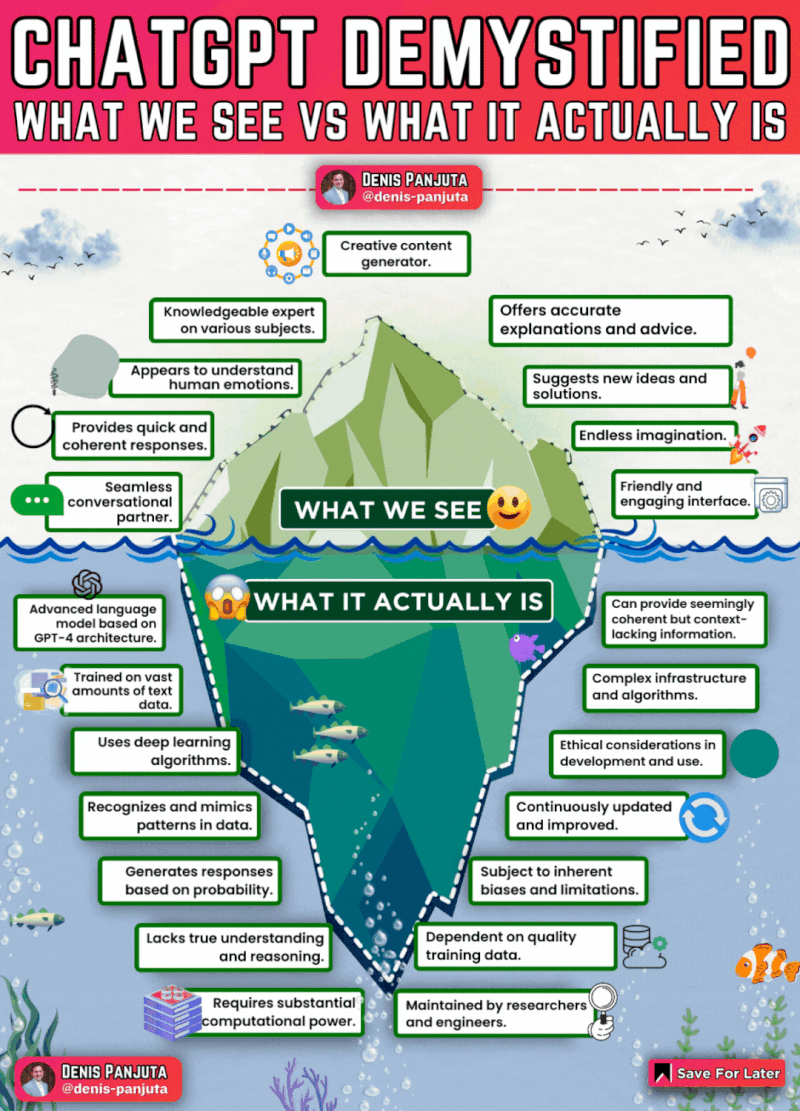 CHATGPT DEMYSTIFIED
WHAT WE SEE VS WHAT IT ACTUALLY IS
DENIS PANJUTA
@denis-panjuta
Creative content
generator.
Knowledgeable expert
on various subjects.
Offers accurate
explanations and advice.
Appears to understand
human emotions.
Suggests new ideas and
solutions.
Provides quick and
coherent responses.
Endless imagination.
Seamless
conversational
partner.
Friendly and
engaging interface.
WHAT WE SEE
WHAT IT ACTUALLY IS
Advanced language
model based on
GPT-4 architecture.
Can provide seemingly
coherent but context-
lacking information.
Trained on vast
amounts of text
data.
Complex infrastructure
and algorithms.
Uses deep learning
algorithms.
Ethical considerations in
development and use.
Recognizes and mimics
patterns in data.
Continuously updated
and improved.
Generates responses
based on probability.
Subject to inherent
biases and limitations.
Lacks true understanding
and reasoning.
Dependent on quality
training data.
Requires substantial
computational power.
Maintained by researchers
and engineers.
DENIS PANJUTA
@denis-panjuta
Save For Later